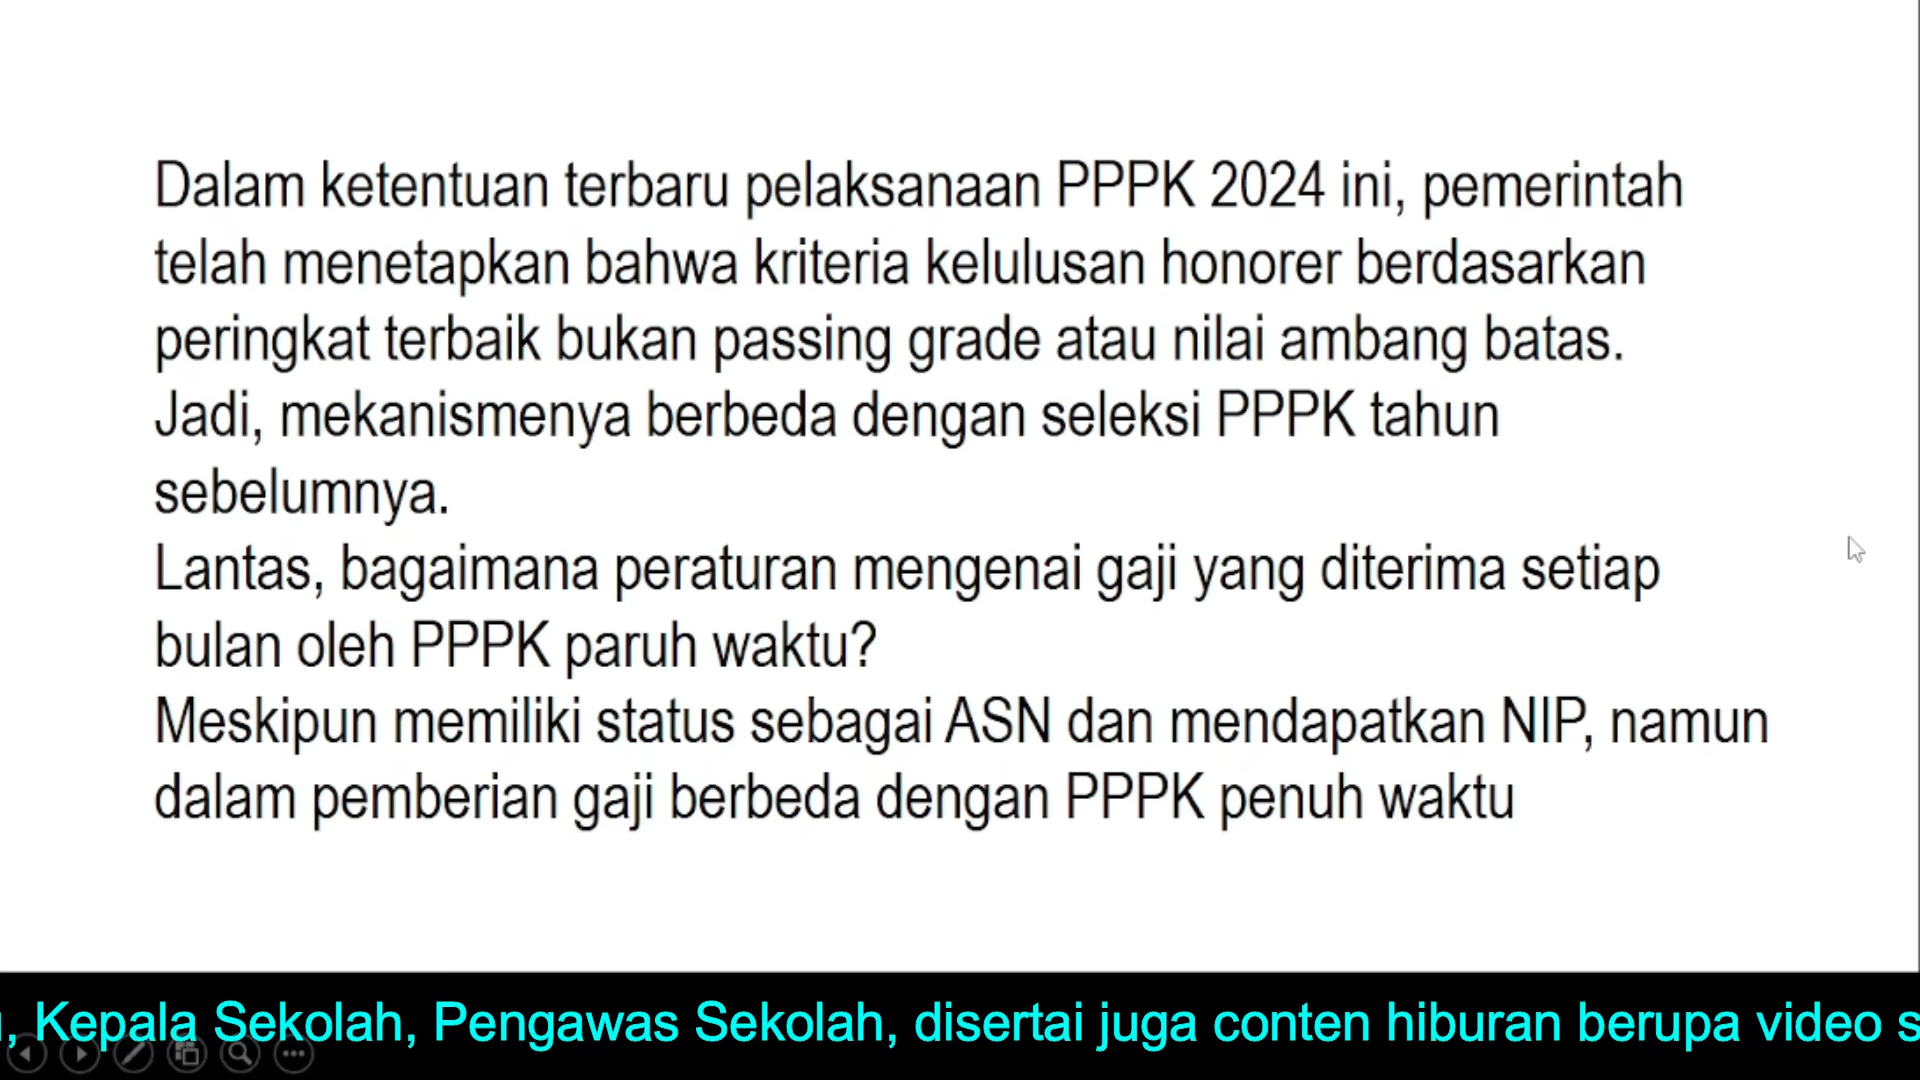 Dalam ketentuan terbaru pelaksanaan PPPK 2024 ini, pemerintah
telah menetapkan bahwa kriteria kelulusan honorer berdasarkan
peringkat terbaik bukan passing grade atau nilai ambang batas.
Jadi, mekanismenya berbeda dengan seleksi PPPK tahun
sebelumnya.
Lantas, bagaimana peraturan mengenai gaji yang diterima setiap
bulan oleh PPPK paruh waktu?
Meskipun memiliki status sebagai ASN dan mendapatkan NIP, namun
dalam pemberian gaji berbeda dengan PPPK penuh waktu
, Kepala Sekolah, Pengawas Sekolah, disertai juga conten hiburan berupa video